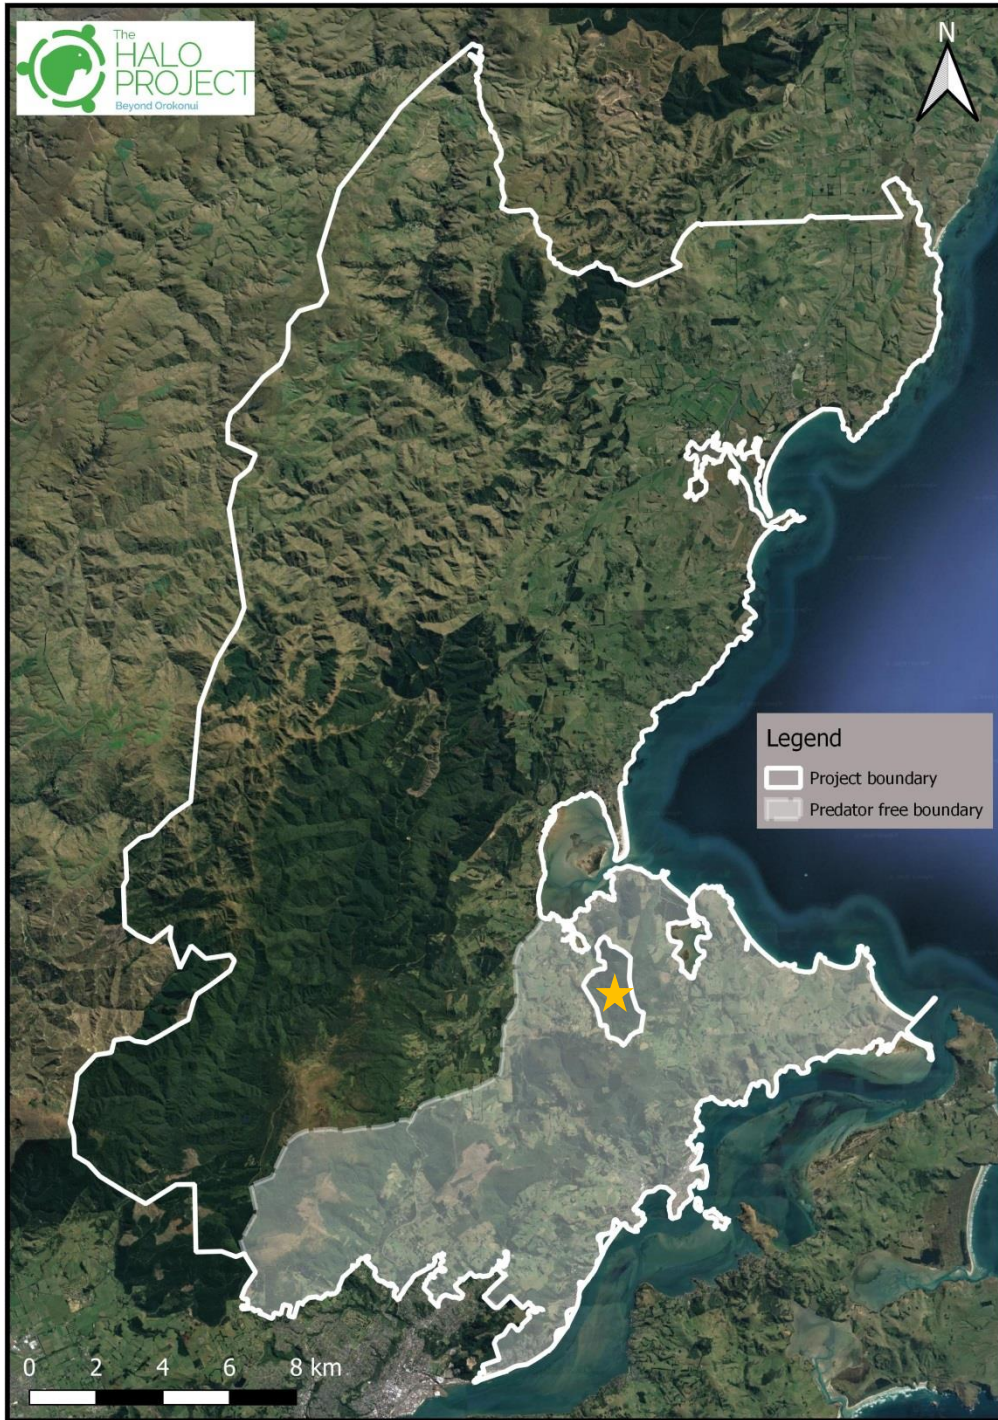 The
HALO
PROJECT
Beyond Orokonui
N
Legend
Project boundary
Predator free boundary
0 2 4 6 8 km